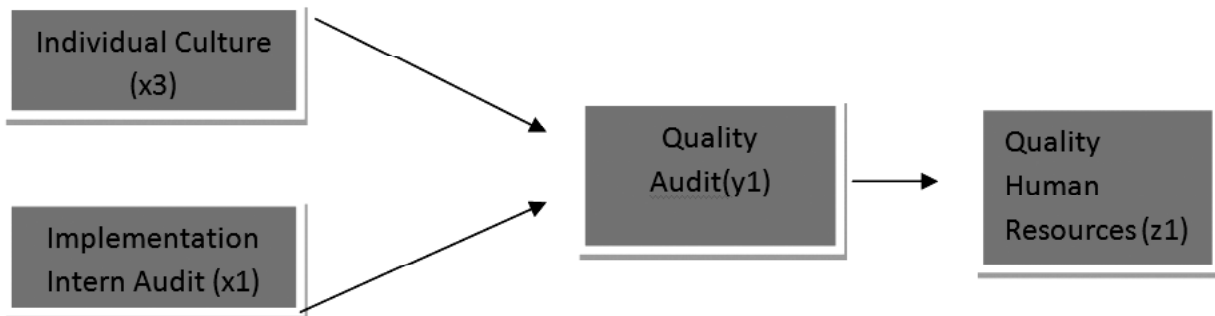 Individual Culture
(x3)
Implementation
Intern Audit (x1)
Quality
Audit(y1)
Quality
Human
Resources (z1)